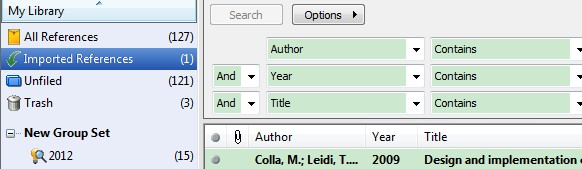 My Library
All References (127)
Imported References (1)
Unfiled (121)
Trash (3)
New Group Set
2012 (15)
Search Options
Author Contains
And Year Contains
And Title Contains
Author Year Title
Colla, M.; Leidi, T.... 2009 Design and implementation